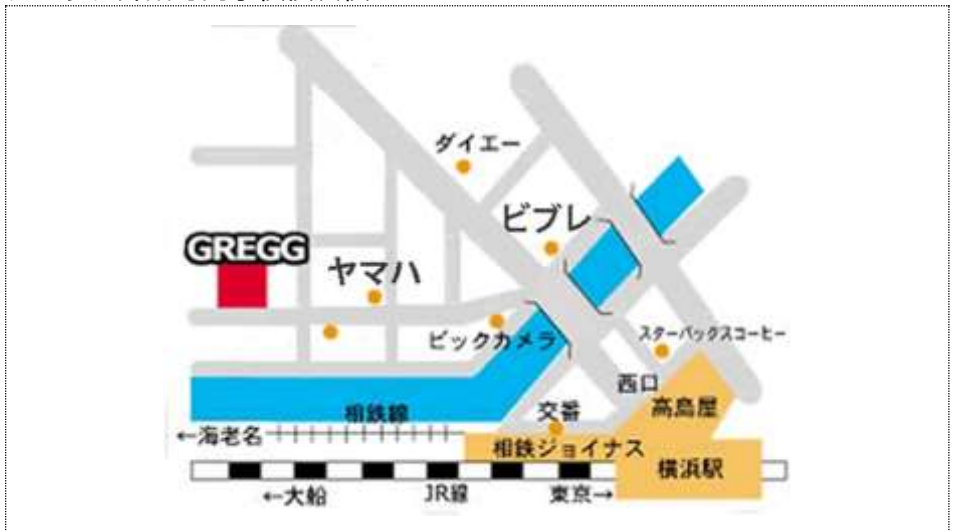 ダイエー
ビブレ
GREGG
ヤマハ
ビックカメラ
スターバックスコーヒー
西口
高島屋
交番
相鉄線
←海老名
相鉄ジョイナス
横浜駅
←大船
JR線
東京→